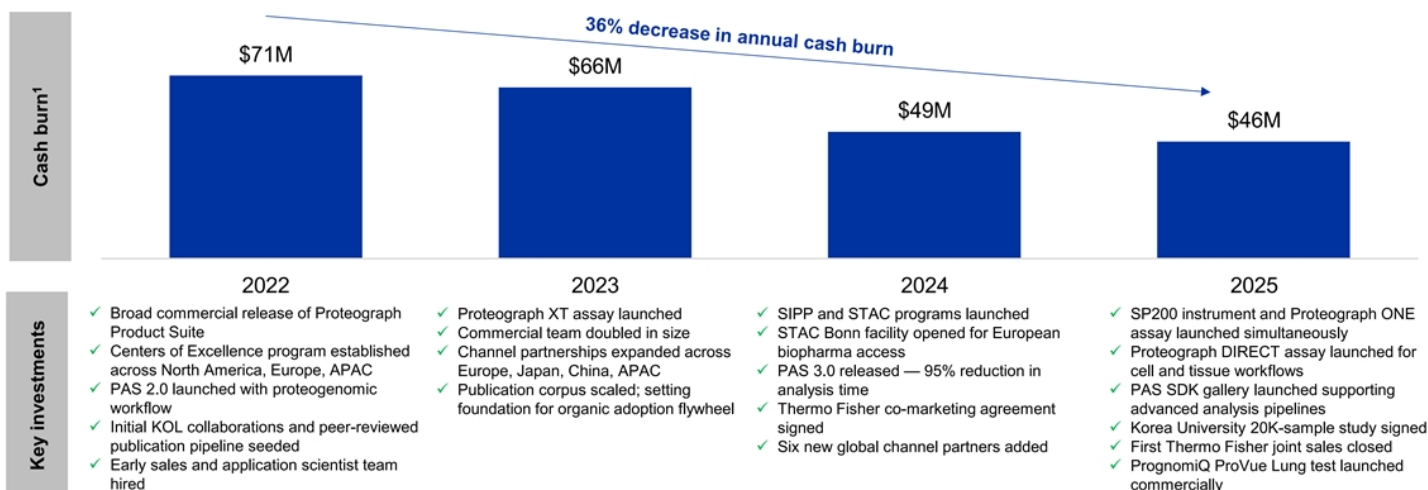 36% decrease in annual cash burn
Cash burn¹
$71M
$66M
$49M
$46M
2022
2023
2024
2025
Key investments
✓ Broad commercial release of Proteograph
Product Suite
✓ Centers of Excellence program established
across North America, Europe, APAC
✓ PAS 2.0 launched with proteogenomic
workflow
✓ Initial KOL collaborations and peer-reviewed
publication pipeline seeded
✓ Early sales and application scientist team
hired
✓ Proteograph XT assay launched
✓ Commercial team doubled in size
✓ Channel partnerships expanded across
Europe, Japan, China, APAC
✓ Publication corpus scaled; setting
foundation for organic adoption flywheel
✓ SIPP and STAC programs launched
✓ STAC Bonn facility opened for European
biopharma access
✓ PAS 3.0 released — 95% reduction in
analysis time
✓ Thermo Fisher co-marketing agreement
signed
✓ Six new global channel partners added
✓ SP200 instrument and Proteograph ONE
assay launched simultaneously
✓ Proteograph DIRECT assay launched for
cell and tissue workflows
✓ PAS SDK gallery launched supporting
advanced analysis pipelines
✓ Korea University 20K-sample study signed
✓ First Thermo Fisher joint sales closed
✓ PrognomiQ ProVue Lung test launched
commercially